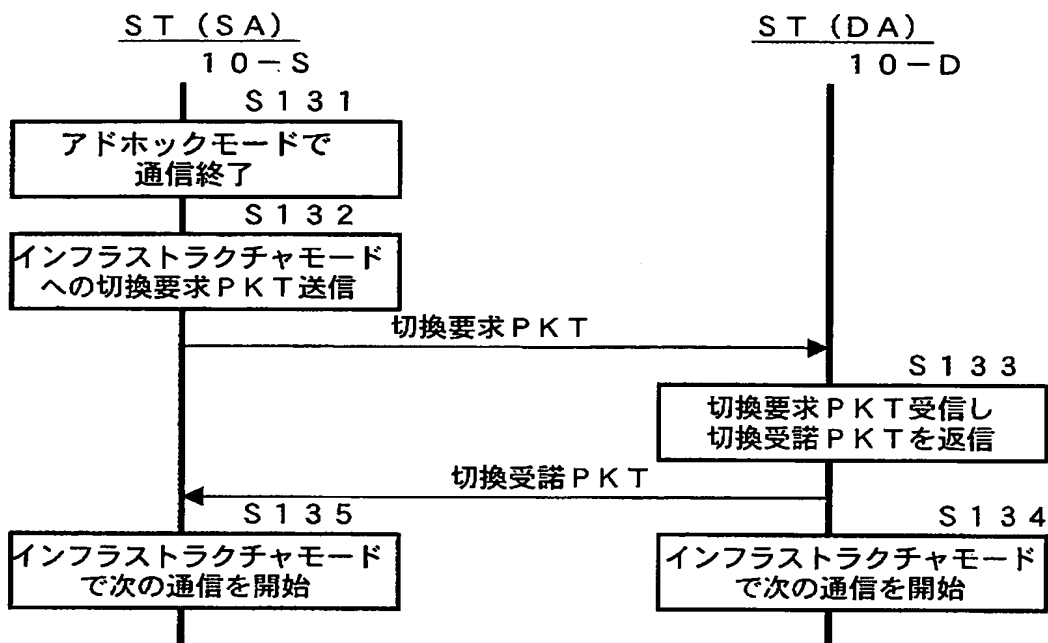 ST(SA)
10-S
ST(DA)
10-D
S131
アドホックモードで
通信終了
S132
インフラストラクチャモード
への切換要求PKT送信
切換要求PKT
S133
切換要求PKT受信し
切換受諾PKTを返信
切換受諾PKT
S135
インフラストラクチャモード
で次の通信を開始
S134
インフラストラクチャモード
で次の通信を開始